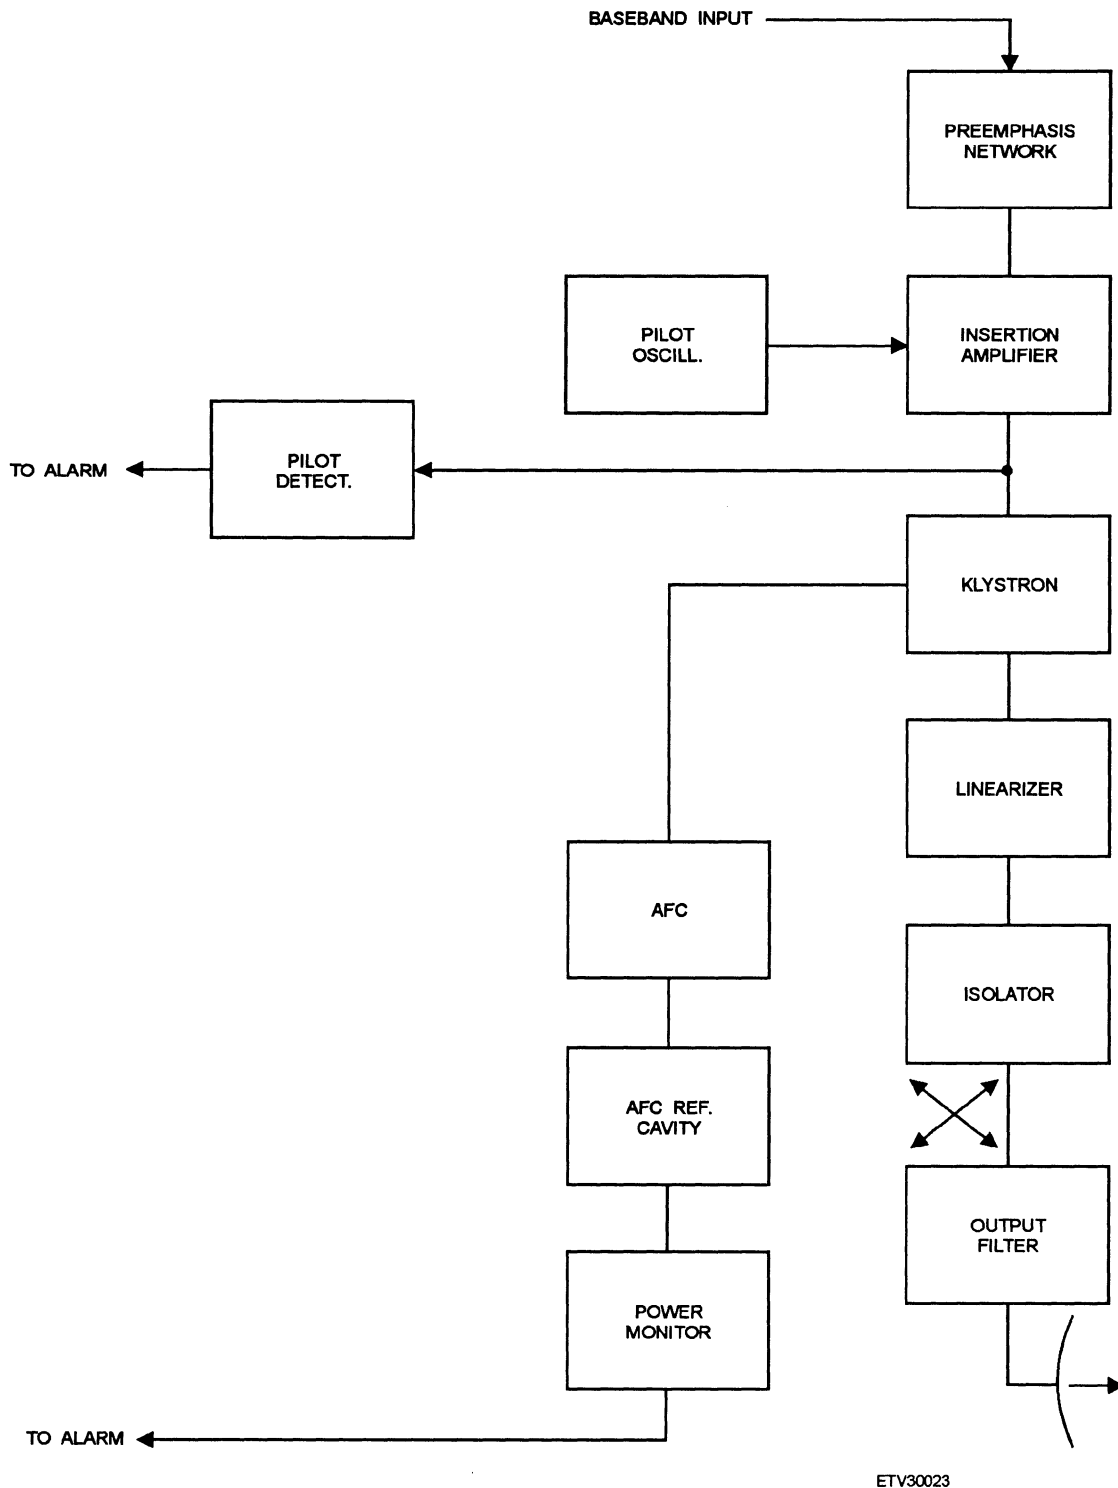 BASEBAND INPUT
PREEMPHASIS
NETWORK
PILOT
OSCILL.
INSERTION
AMPLIFIER
TO ALARM
PILOT
DETECT.
KLYSTRON
LINEARIZER
AFC
ISOLATOR
AFC REF.
CAVITY
OUTPUT
FILTER
POWER
MONITOR
TO ALARM
ETV30023